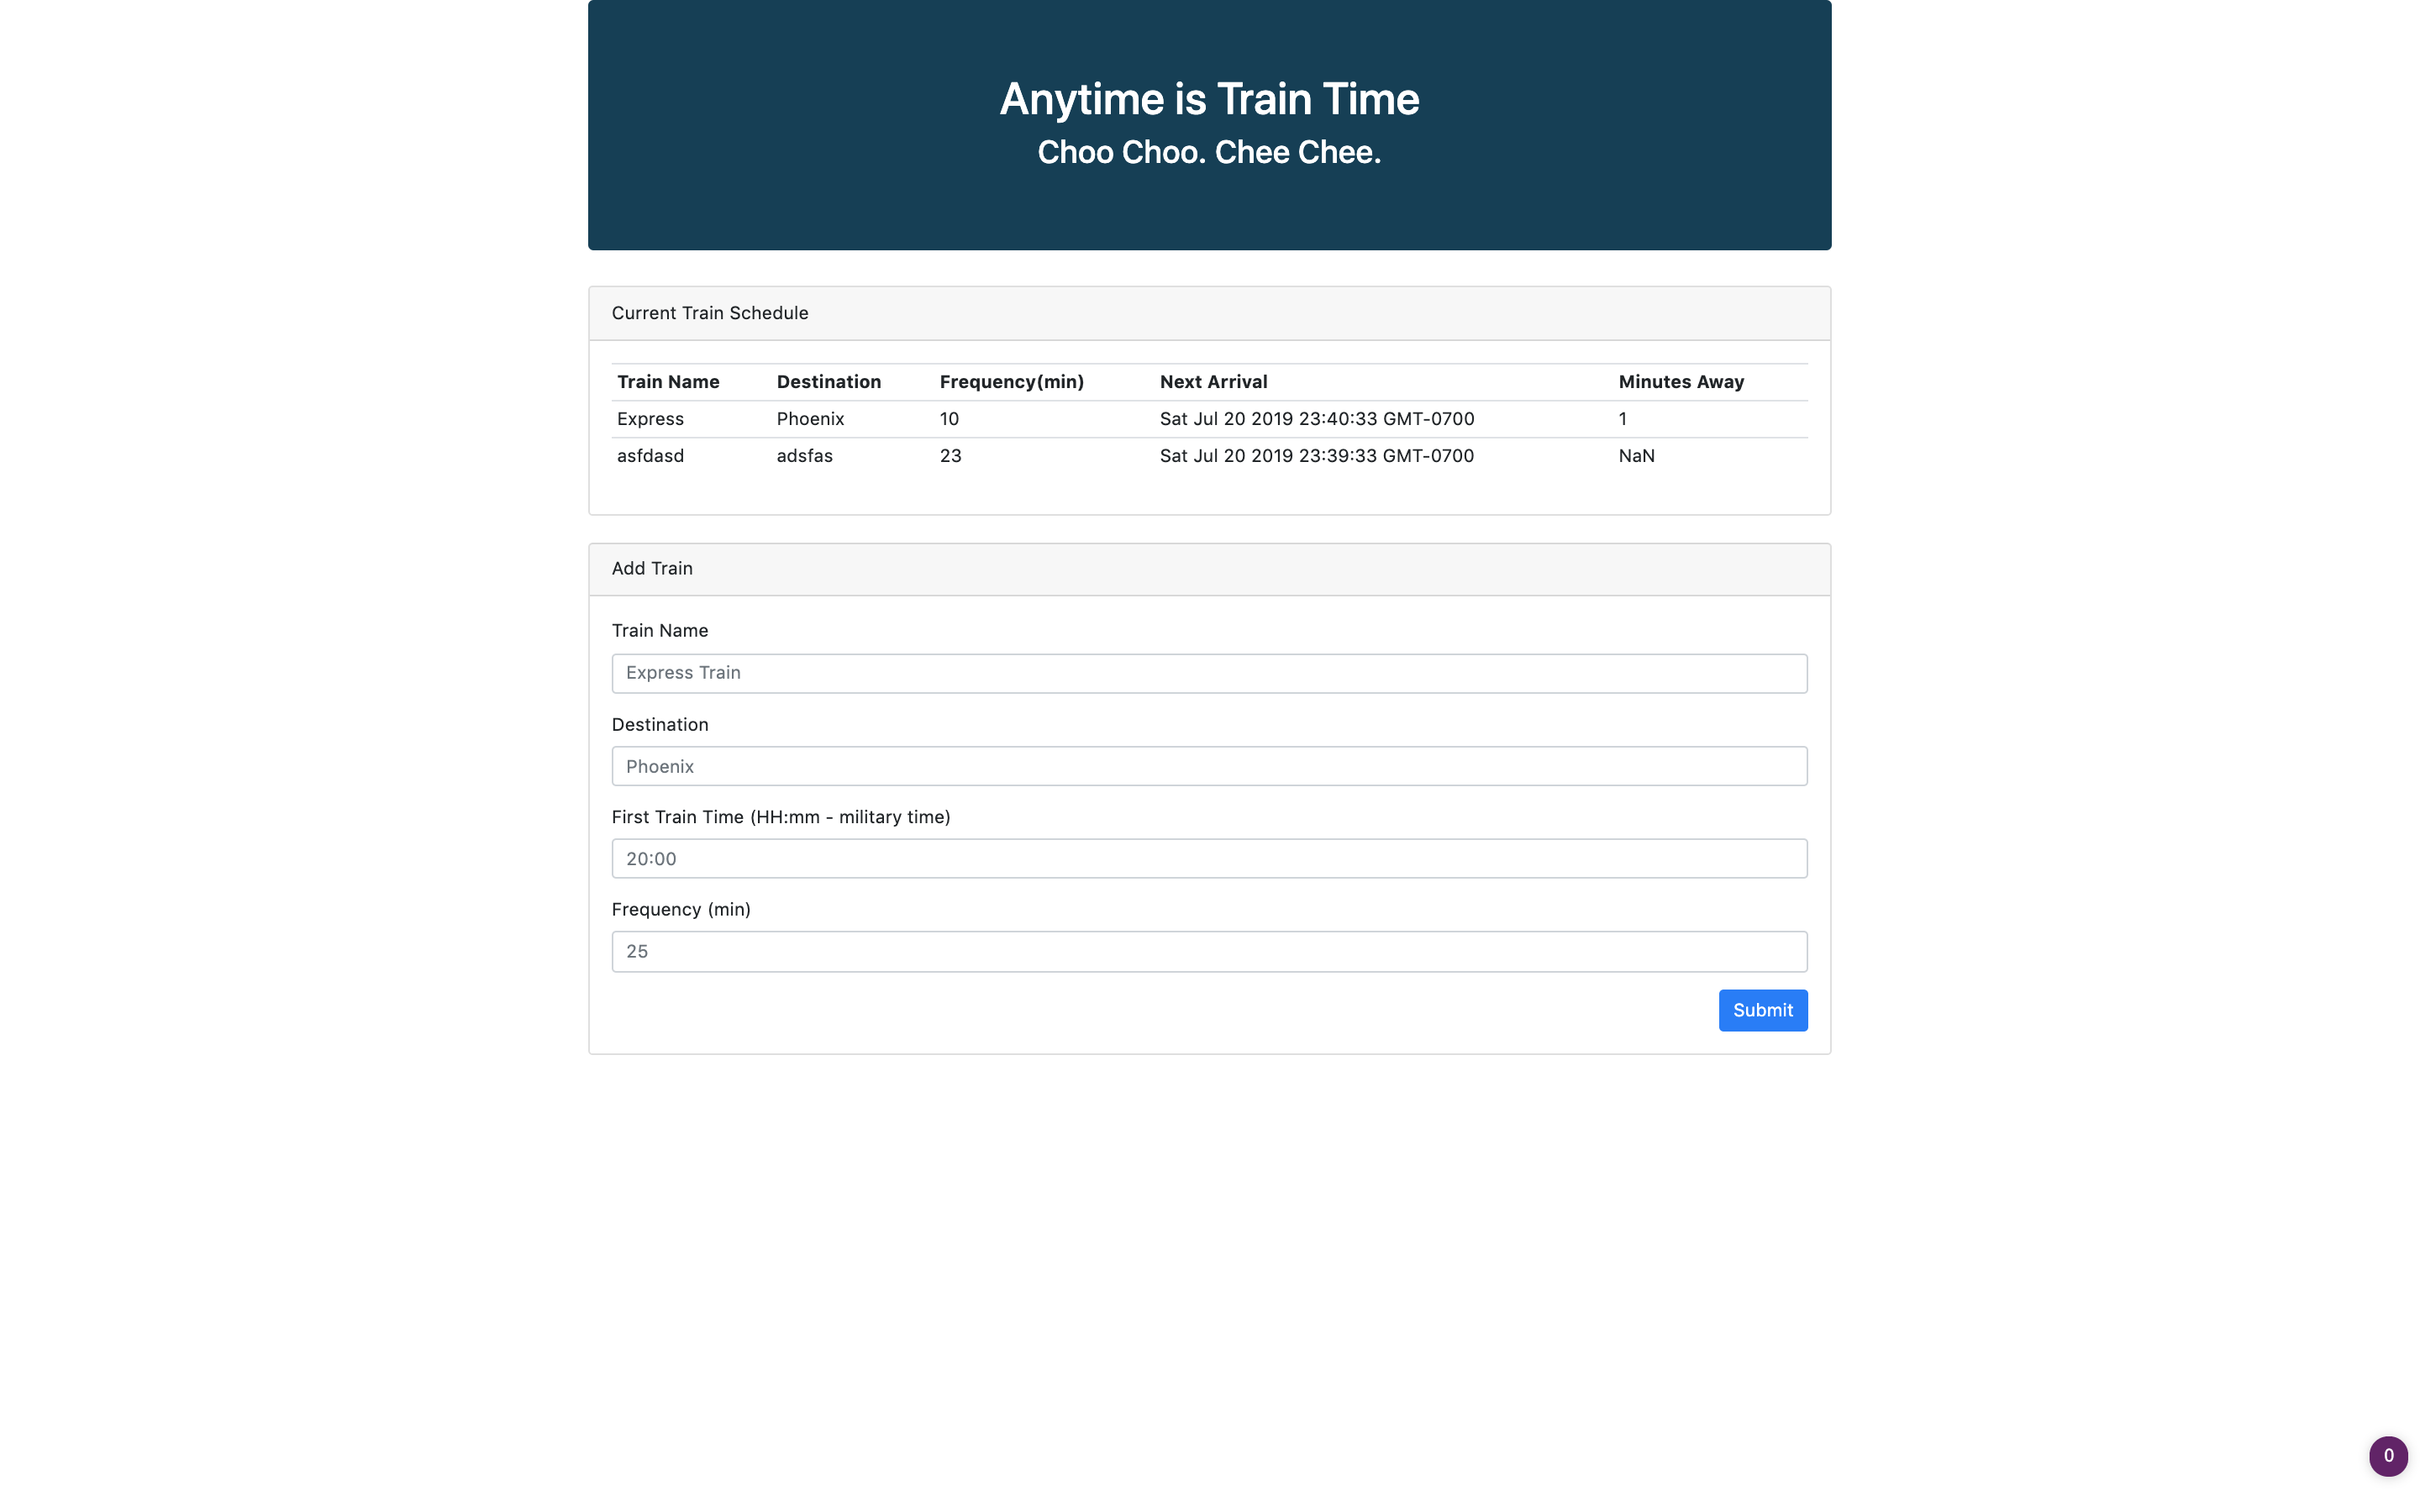 Anytime is Train Time
Choo Choo. Chee Chee.
Current Train Schedule
Train Name Destination Frequency(min) Next Arrival Minutes Away
Express Phoenix 10 Sat Jul 20 2019 23:40:33 GMT-0700 1
asfdasd adsfas 23 Sat Jul 20 2019 23:39:33 GMT-0700 NaN
Add Train
Train Name
Express Train
Destination
Phoenix
First Train Time (HH:mm - military time)
20:00
Frequency (min)
25
Submit
0